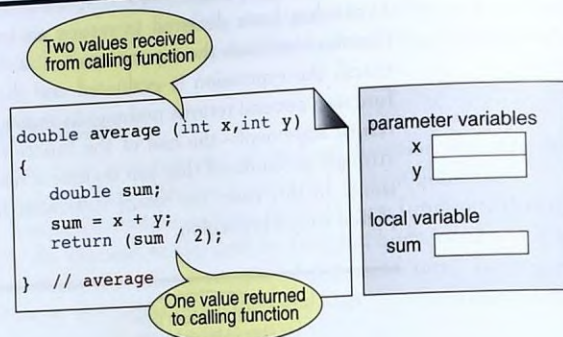 Two values received
from calling function
double average (int x,int y)
{
double sum;
sum = x + y;
return (sum / 2);
} // average
One value returned
to calling function
parameter variables
x
y
local variable
sum